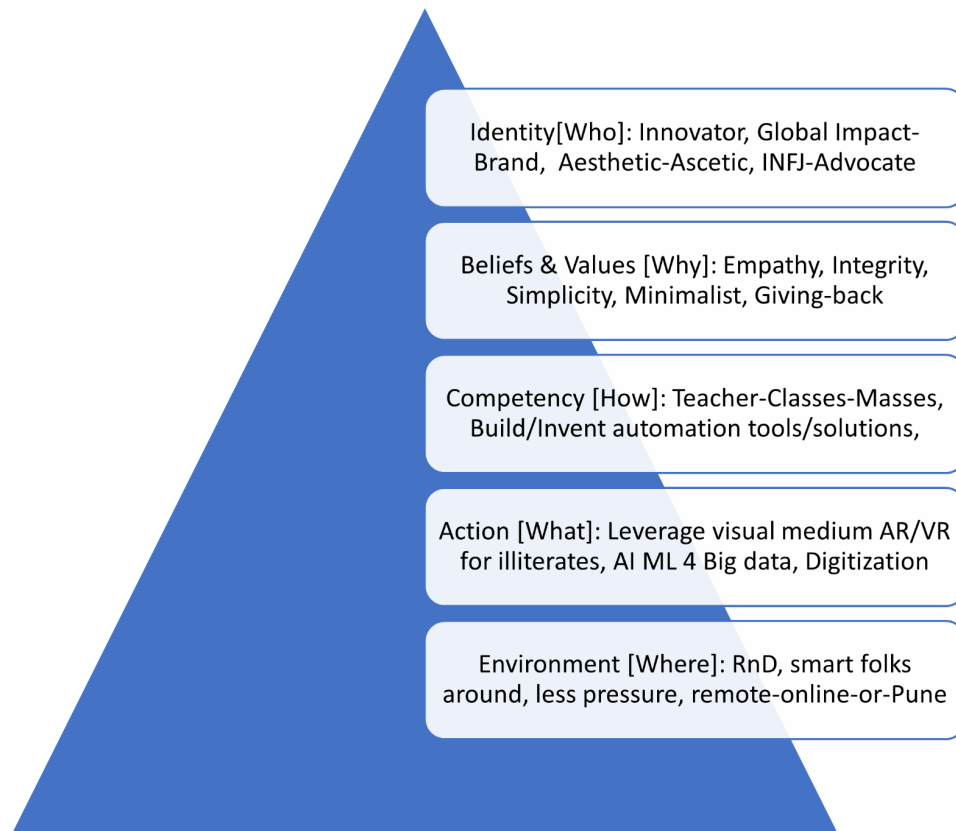 Identity[Who]: Innovator, Global Impact-
Brand, Aesthetic-Ascetic, INFJ-Advocate
Beliefs & Values [Why]: Empathy, Integrity,
Simplicity, Minimalist, Giving-back
Competency [How]: Teacher-Classes-Masses,
Build/Invent automation tools/solutions,
Action [What]: Leverage visual medium AR/VR
for illiterates, AI ML 4 Big data, Digitization
Environment [Where]: RnD, smart folks
around, less pressure, remote-online-or-Pune